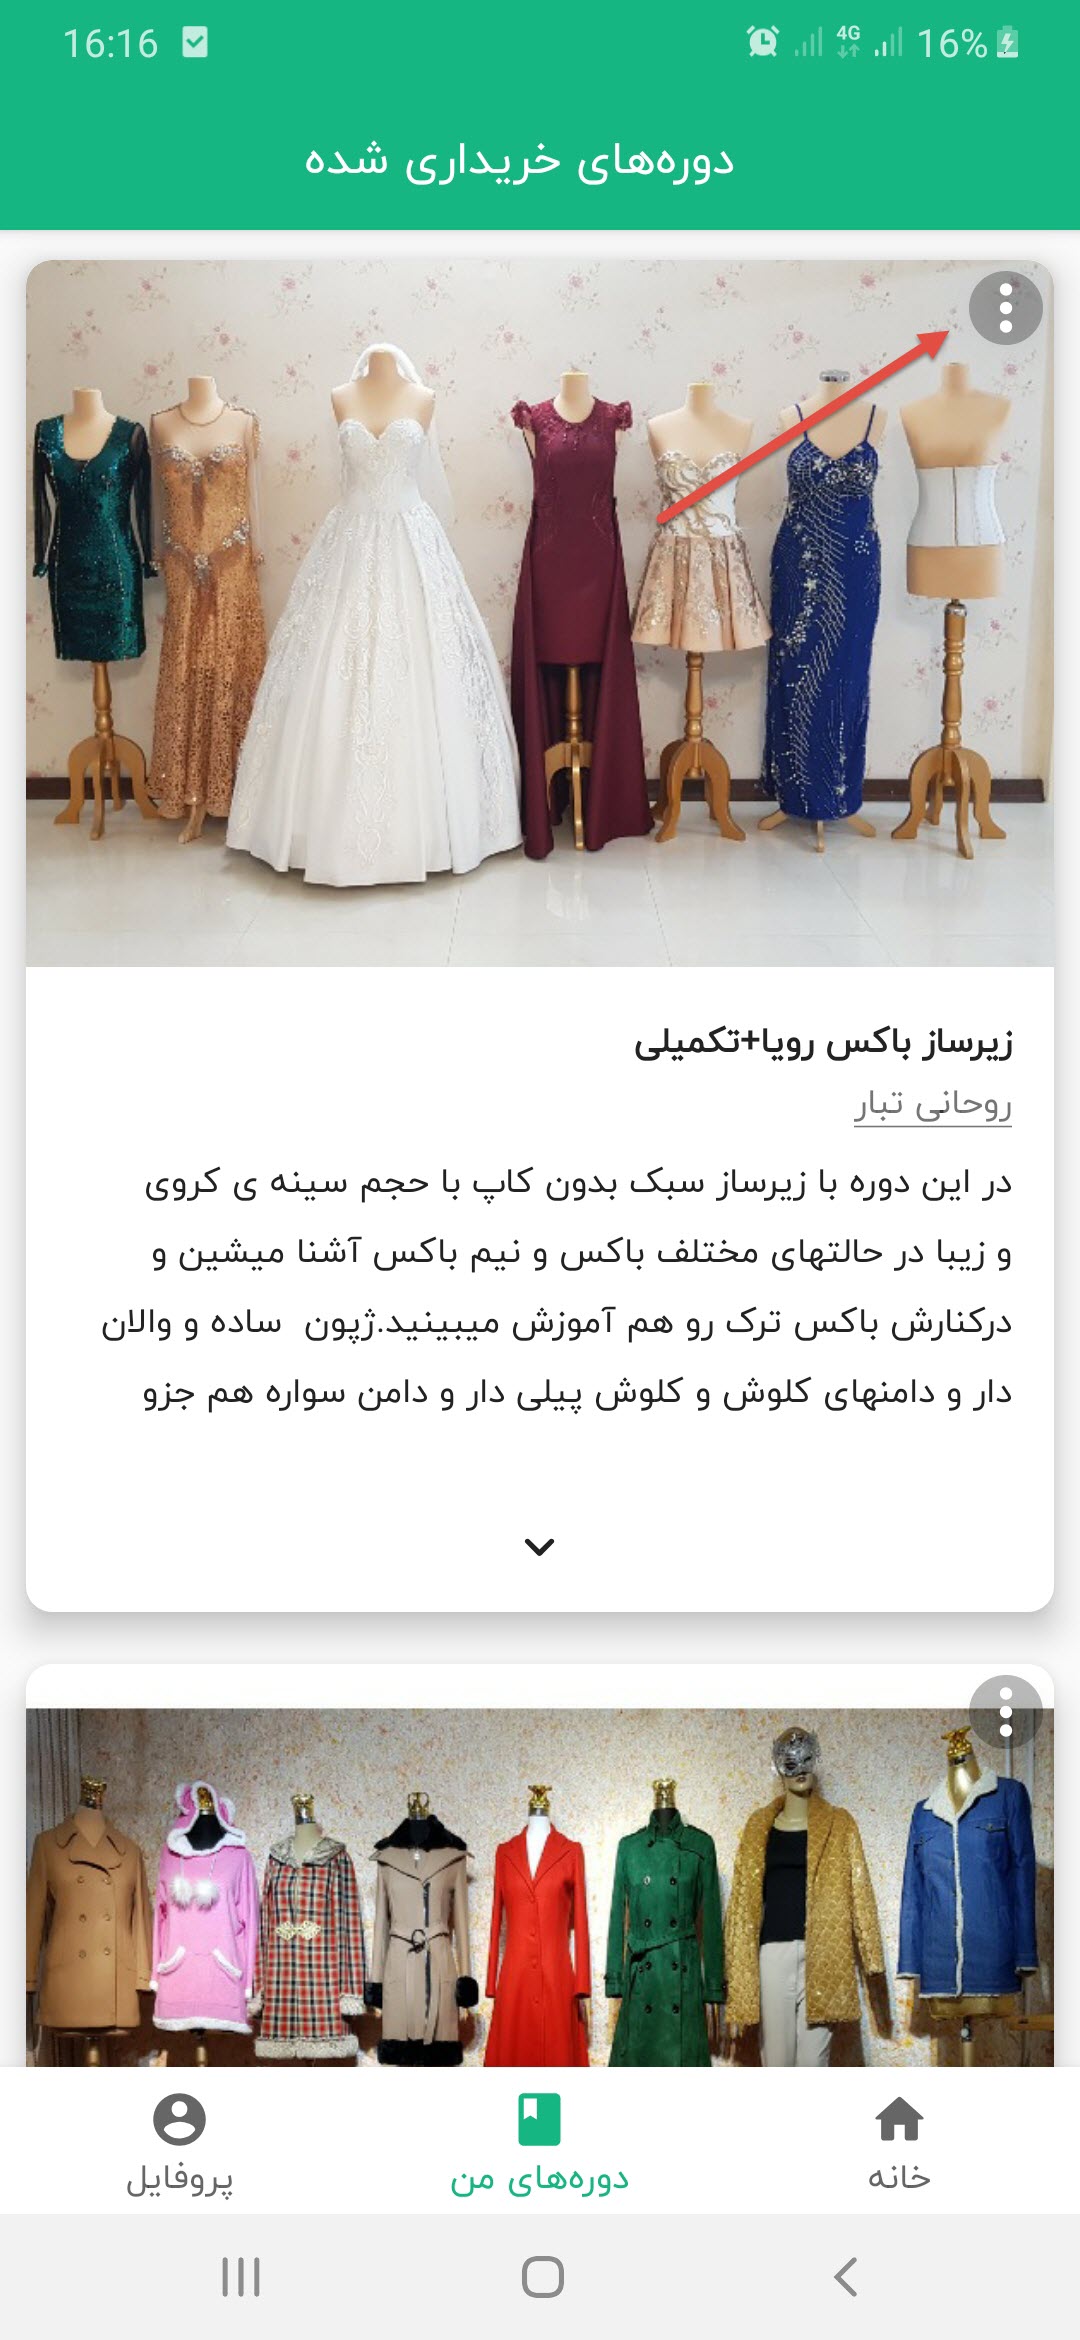 16:16
4G
16%
دوره‌های خریداری شده
زیرساز باکس رویا+تکمیلی
روحانی تبار
در این دوره با زیرساز سبک بدون کاپ با حجم سینه ی کروی
و زیبا در حالتهای مختلف باکس و نیم باکس آشنا میشین و
درکنارش باکس ترک رو هم آموزش میبینید.ژپون ساده و والان
دار و دامنهای کلوش و کلوش پیلی دار و دامن سواره هم جزو
خانه
دوره‌های من
پروفایل